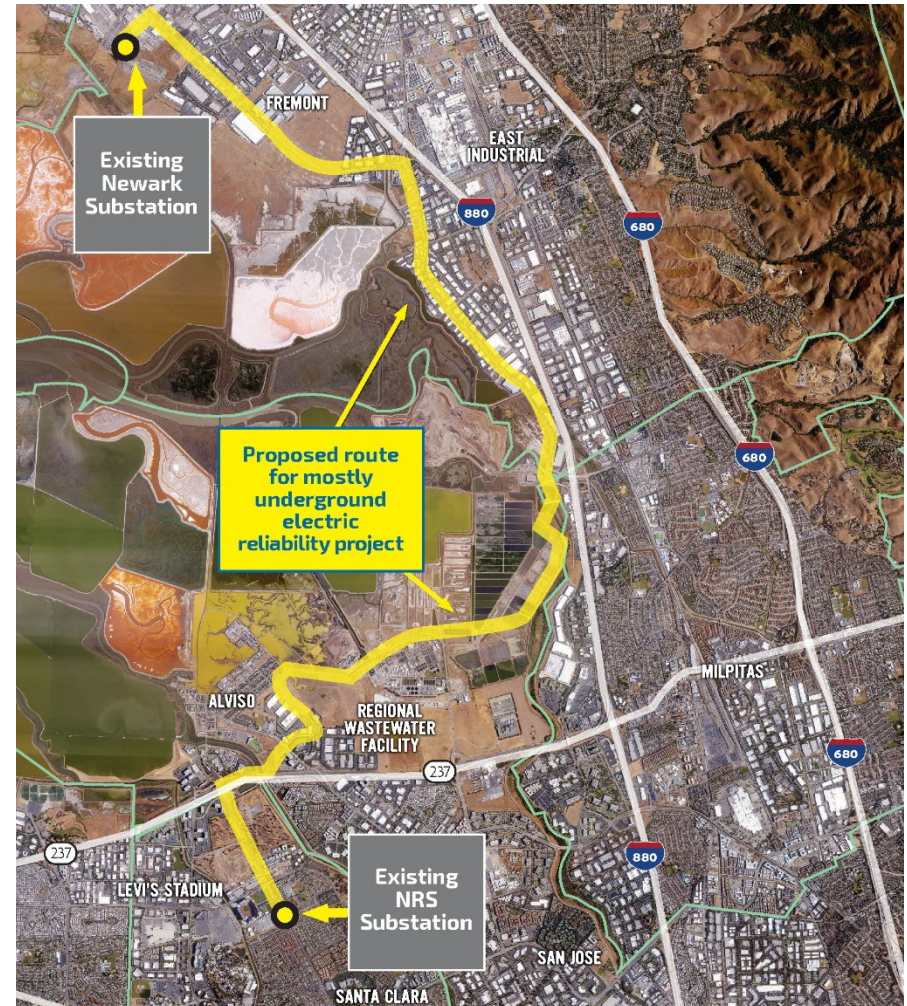 FREMONT
EAST
INDUSTRIAL
Existing
Newark
Substation
880
680
Proposed route
for mostly
underground
electric
reliability project
680
ALVISO
REGIONAL
WASTEWATER
FACILITY
MILPITAS
237
680
237
LEVI'S STADIUM
Existing
NRS
Substation
880
SAN JOSE
SANTA CLARA